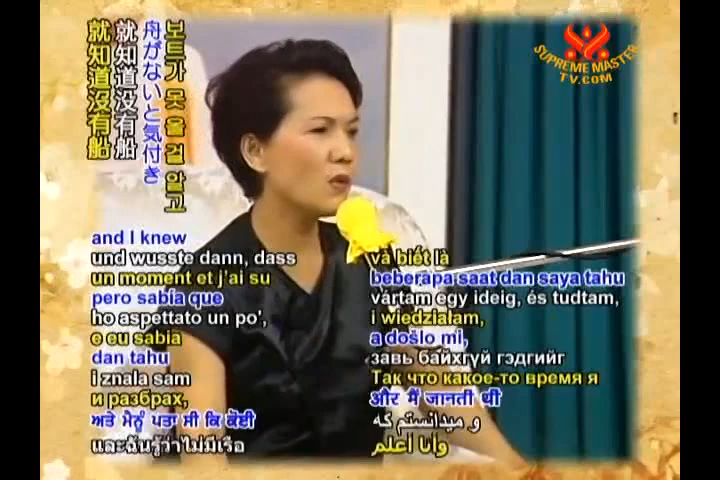 보트가 못 올 걸 알고
舟がないと気付き
就知道没有船
就知道沒有船
SUPREME MASTER
TV.COM
and I knew
und wusste dann, dass
un moment et j'ai su
pero sabía que
ho aspettato un po',
e eu sabia
dan tahu
i znala sam
и разбрах,
ਅਤੇ ਮੈਨੂੰ ਪਤਾ ਸੀ ਕਿ ਕੋਈ
และฉันรู้ว่าไม่มีเรือ
và biết là
beberapa saat dan saya tahu
vártam egy ideig, és tudtam,
i wiedziałam,
a došlo mi,
завь байхгүй гэдгийг
Так что какое-то время я
और मैं जानती थी
و میدانستم که
وأنا أعلم